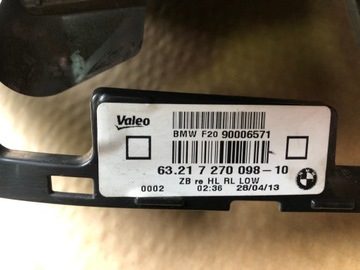 Valeo
BMW F20 90006571
63.21 7 270 098-10
ZB re HL RL LOW
0002 02:36 28/04/13